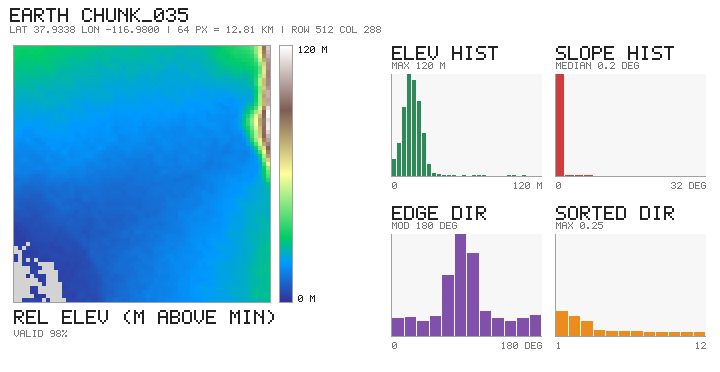 EARTH CHUNK_035
LAT 37.9338 LON -116.9800 | 64 PX = 12.81 KM | ROW 512 COL 288
120 M
0 M
REL ELEV (M ABOVE MIN)
VALID 98%
ELEV HIST
MAX 120 M
0 120 M
SLOPE HIST
MEDIAN 0.2 DEG
0 32 DEG
EDGE DIR
MOD 180 DEG
0 180 DEG
SORTED DIR
MAX 0.25
1 12